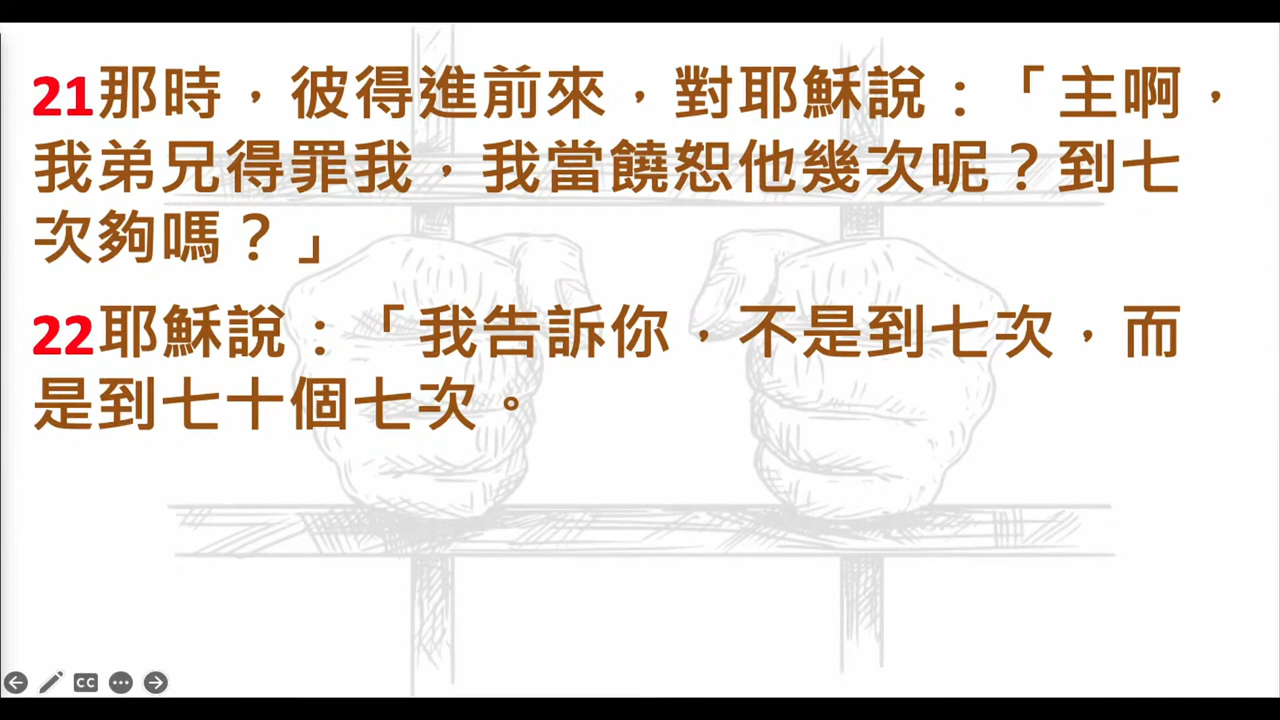 21那時，彼得進前來，對耶穌說：「主啊，
我弟兄得罪我，我當饒恕他幾次呢？到七
次夠嗎？」
22耶穌說：「我告訴你，不是到七次，而
是到七十個七次。
CC